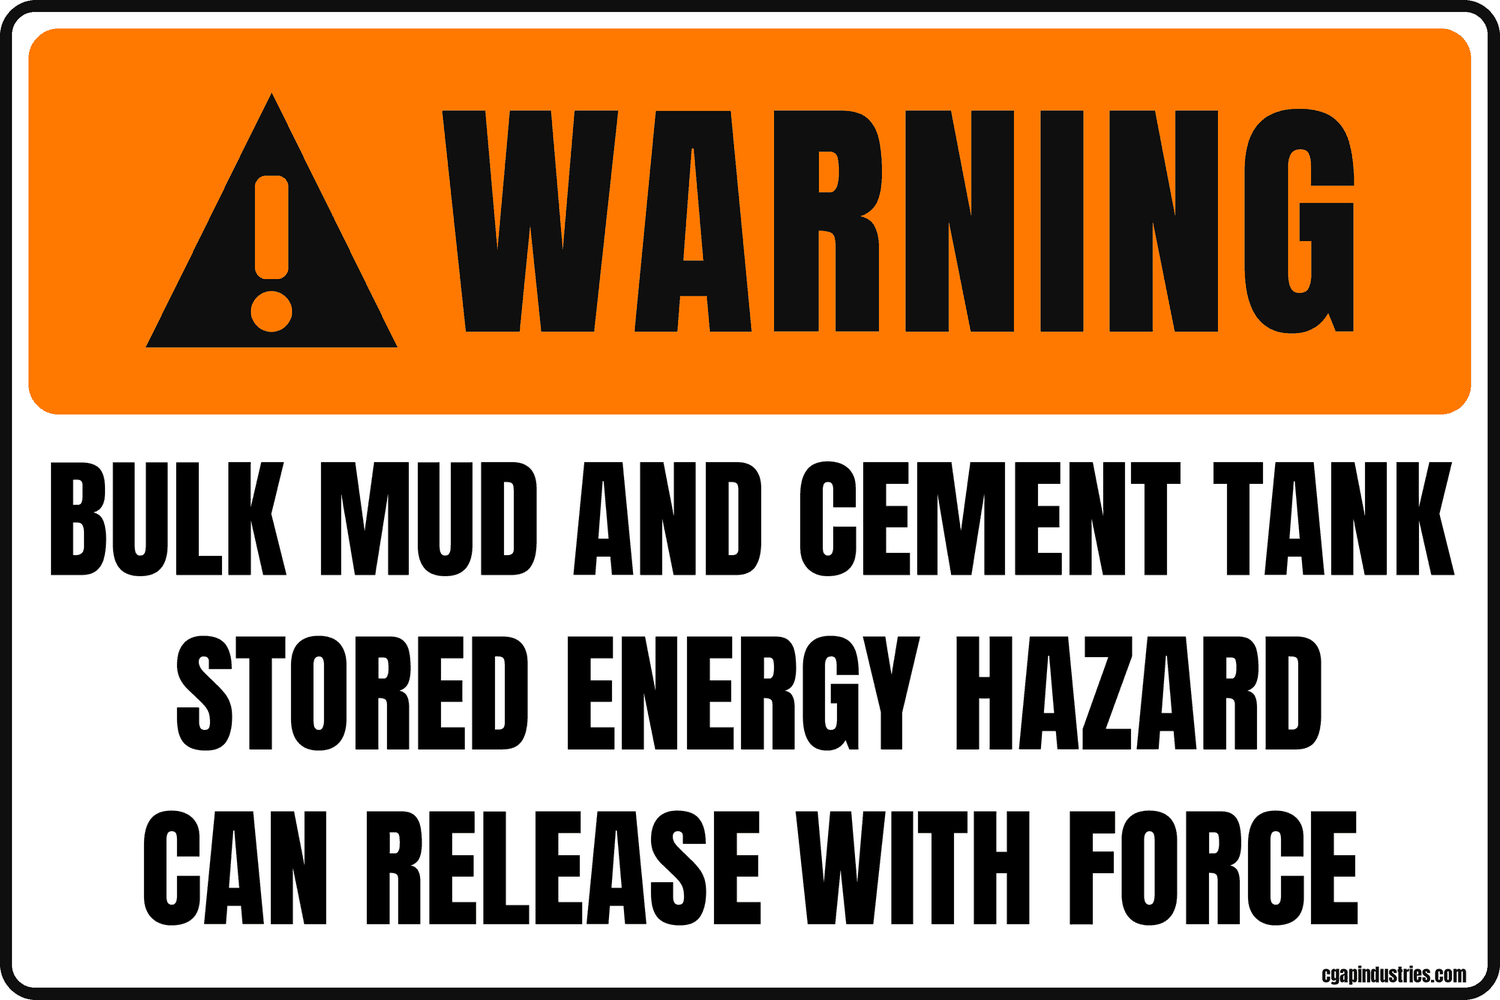 WARNING
BULK MUD AND CEMENT TANK
STORED ENERGY HAZARD
CAN RELEASE WITH FORCE
cgapindustries.com